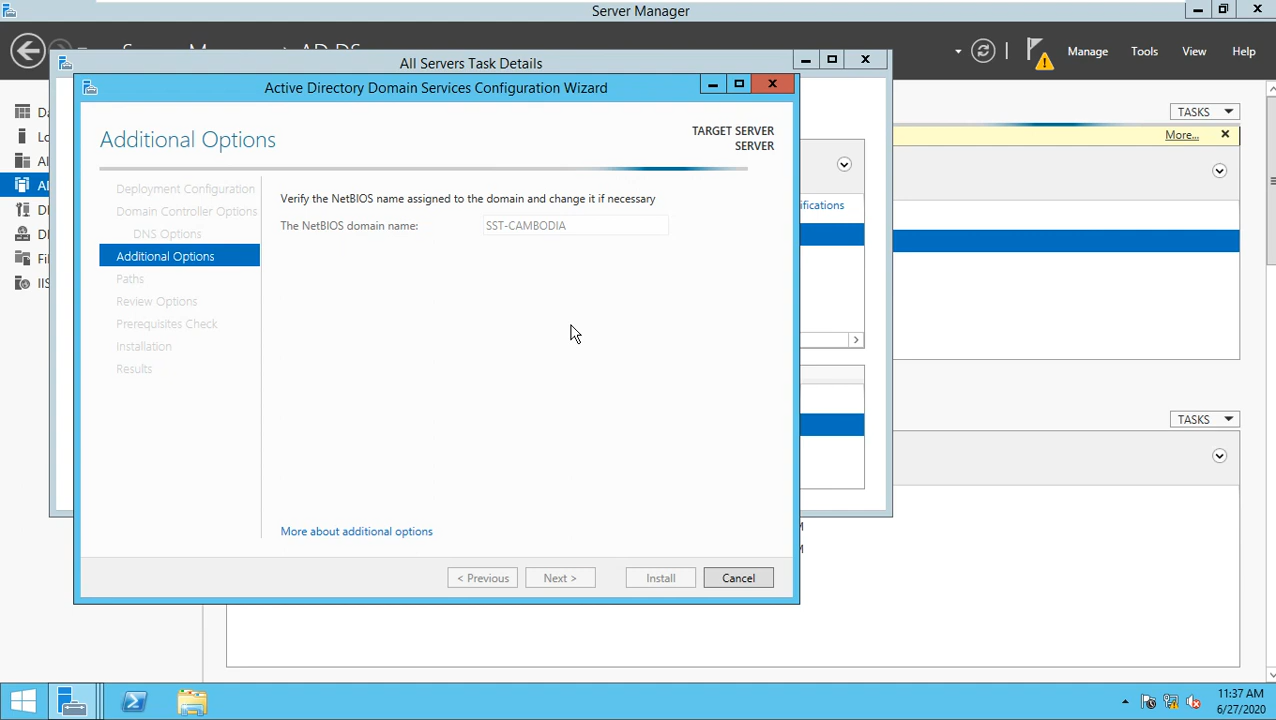 Server Manager
Manage
Tools
View
Help
All Servers Task Details
Active Directory Domain Services Configuration Wizard
TASKS
More...
Additional Options
TARGET SERVER
SERVER
Deployment Configuration
Domain Controller Options
DNS Options
Additional Options
Paths
Review Options
Prerequisites Check
Installation
Results
Verify the NetBIOS name assigned to the domain and change it if necessary
The NetBIOS domain name:
SST-CAMBODIA
More about additional options
< Previous
Next >
Install
Cancel
TASKS
11:37 AM
6/27/2020